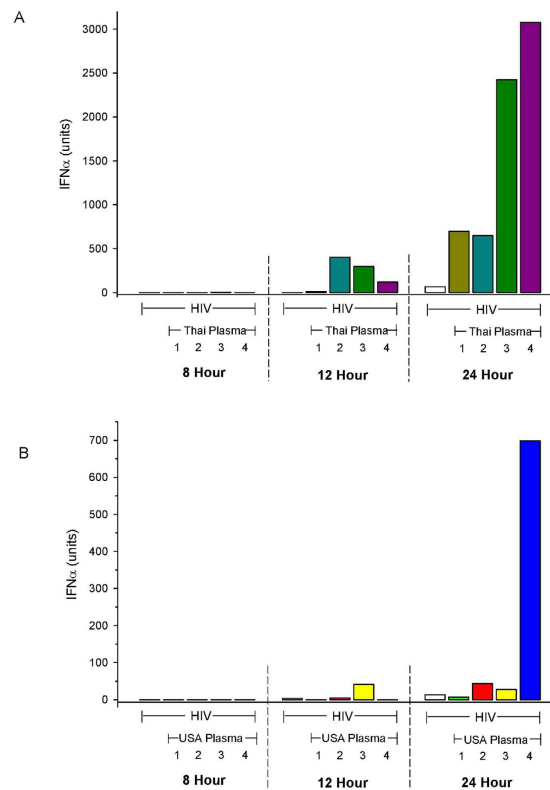 A
3000
2500
2000
1500
1000
500
0
IFNα (units)
HIV HIV HIV
Thai Plasma Thai Plasma Thai Plasma
1 2 3 4 1 2 3 4 1 2 3 4
8 Hour 12 Hour 24 Hour
B
700
600
500
400
300
200
100
0
IFNα (units)
HIV HIV HIV
USA Plasma USA Plasma USA Plasma
1 2 3 4 1 2 3 4 1 2 3 4
8 Hour 12 Hour 24 Hour